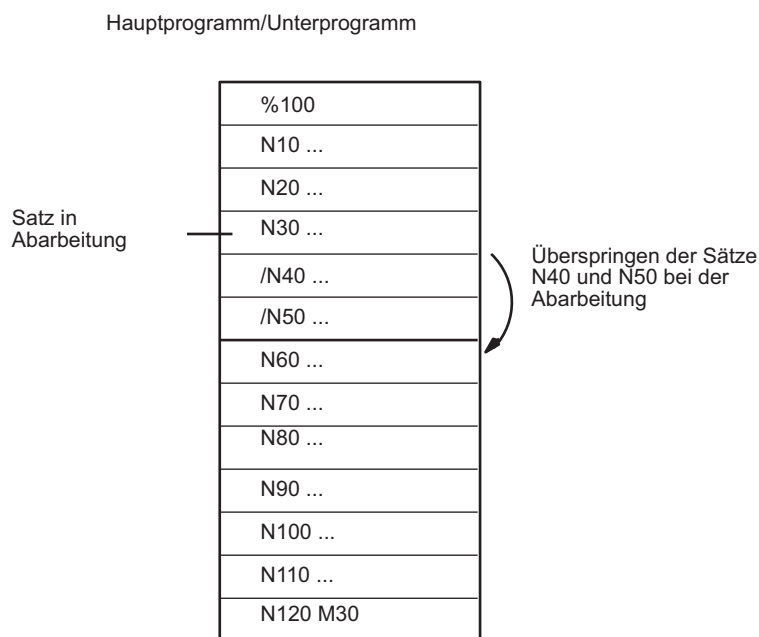 Hauptprogramm/Unterprogramm
%100
N10 ...
N20 ...
Satz in
Abarbeitung
N30 ...
/N40 ...
/N50 ...
Überspringen der Sätze
N40 und N50 bei der
Abarbeitung
N60 ...
N70 ...
N80 ...
N90 ...
N100 ...
N110 ...
N120 M30